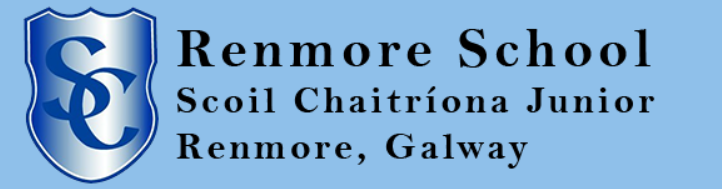 SC
Renmore School
Scoil Chaitríona Junior
Renmore, Galway